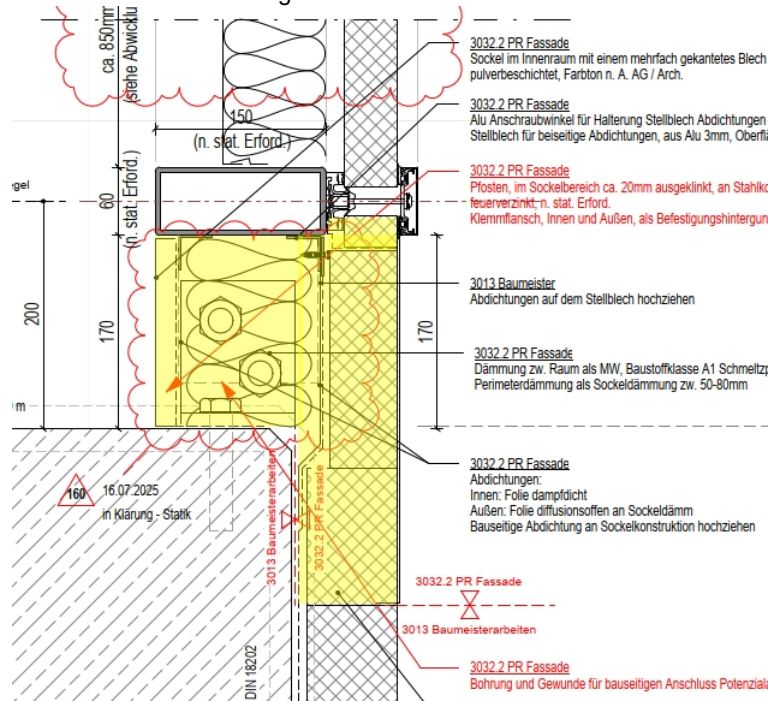 ca. 850mm
(siehe Abwicklu
150
(n. stat. Erford.)
60
(n. stat. Erford.)
egel
200
170
170
m
3032.2 PR Fassade
Sockel im Innenraum mit einem mehrfach gekantetes Blech
pulverbeschichtet, Farbton n. A. AG / Arch.
3032.2 PR Fassade
Alu Anschraubwinkel für Halterung Stellblech Abdichtungen
Stellblech für beiseitige Abdichtungen, aus Alu 3mm, Oberflä
3032.2 PR Fassade
Pfosten, im Sockelbereich ca. 20mm ausgeklinkt, an Stahlko
feuerverzinkt, n. stat. Erford.
Klemmflansch, Innen und Außen, als Befestigungshintergun
3013 Baumeister
Abdichtungen auf dem Stellblech hochziehen
3032.2 PR Fassade
Dämmung zw. Raum als MW, Baustoffklasse A1 Schmeltzp
Perimeterdämmung als Sockeldämmung zw. 50-80mm
3032.2 PR Fassade
Abdichtungen:
Innen: Folie dampfdicht
Außen: Folie diffusionsoffen an Sockeldämm
Bauseitige Abdichtung an Sockelkonstruktion hochziehen
160
16.07.2025
in Klärung - Statik
3013 Baumeisterarbeiten
3032.2 PR Fassade
3032.2 PR Fassade
3013 Baumeisterarbeiten
DIN 18202
3032.2 PR Fassade
Bohrung und Gewunde für bauseitigen Anschluss Potenziala